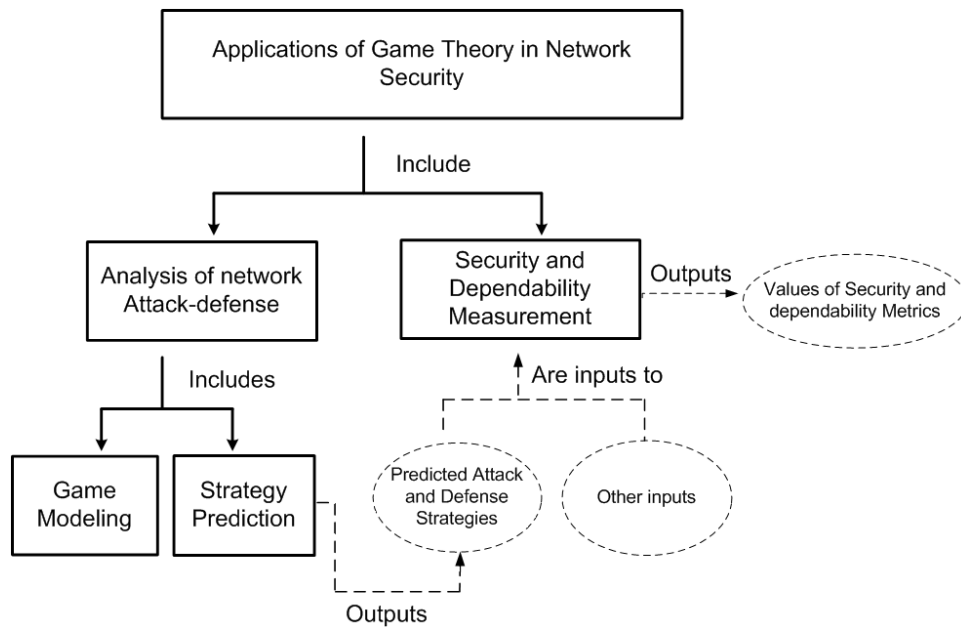 Applications of Game Theory in Network
Security
Include
Analysis of network
Attack-defense
Security and
Dependability
Measurement
Outputs
Values of Security and
dependability Metrics
Includes
Are inputs to
Game
Modeling
Strategy
Prediction
Predicted Attack
and Defense
Strategies
Other inputs
Outputs